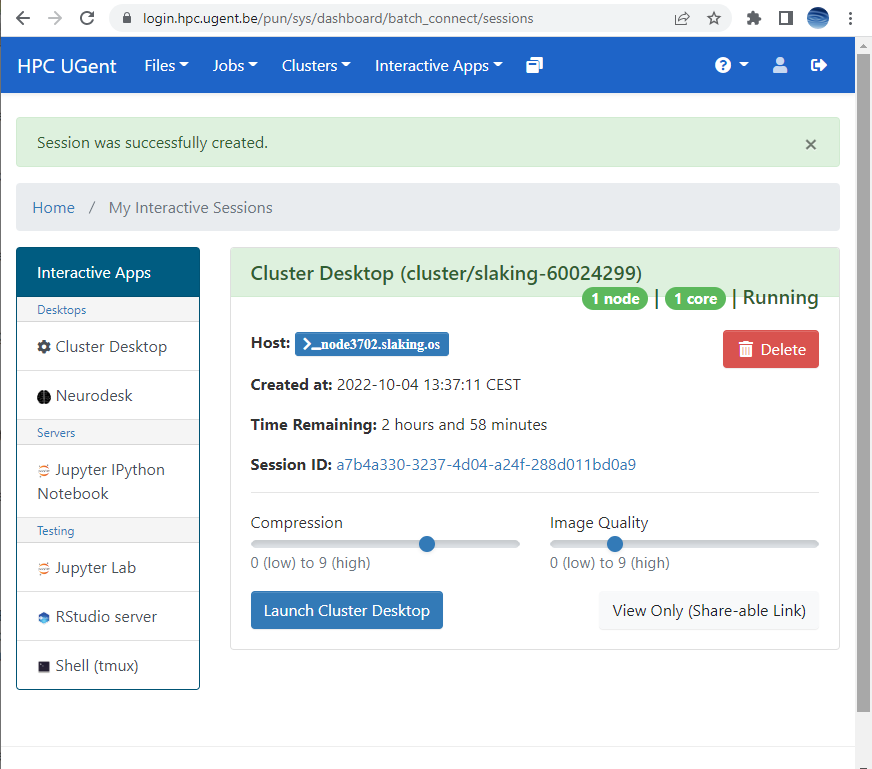 login.hpc.ugent.be/pun/sys/dashboard/batch_connect/sessions
HPC UGent Files Jobs Clusters Interactive Apps
Session was successfully created. ×
Home / My Interactive Sessions
Interactive Apps
Desktops
Cluster Desktop
Neurodesk
Servers
Jupyter IPython
Notebook
Testing
Jupyter Lab
RStudio server
Shell (tmux)
Cluster Desktop (cluster/slaking-60024299)
1 node | 1 core | Running
Host: >_node3702.slaking.os
Delete
Created at: 2022-10-04 13:37:11 CEST
Time Remaining: 2 hours and 58 minutes
Session ID: a7b4a330-3237-4d04-a24f-288d011bd0a9
Compression
0 (low) to 9 (high)
Image Quality
0 (low) to 9 (high)
Launch Cluster Desktop
View Only (Share-able Link)